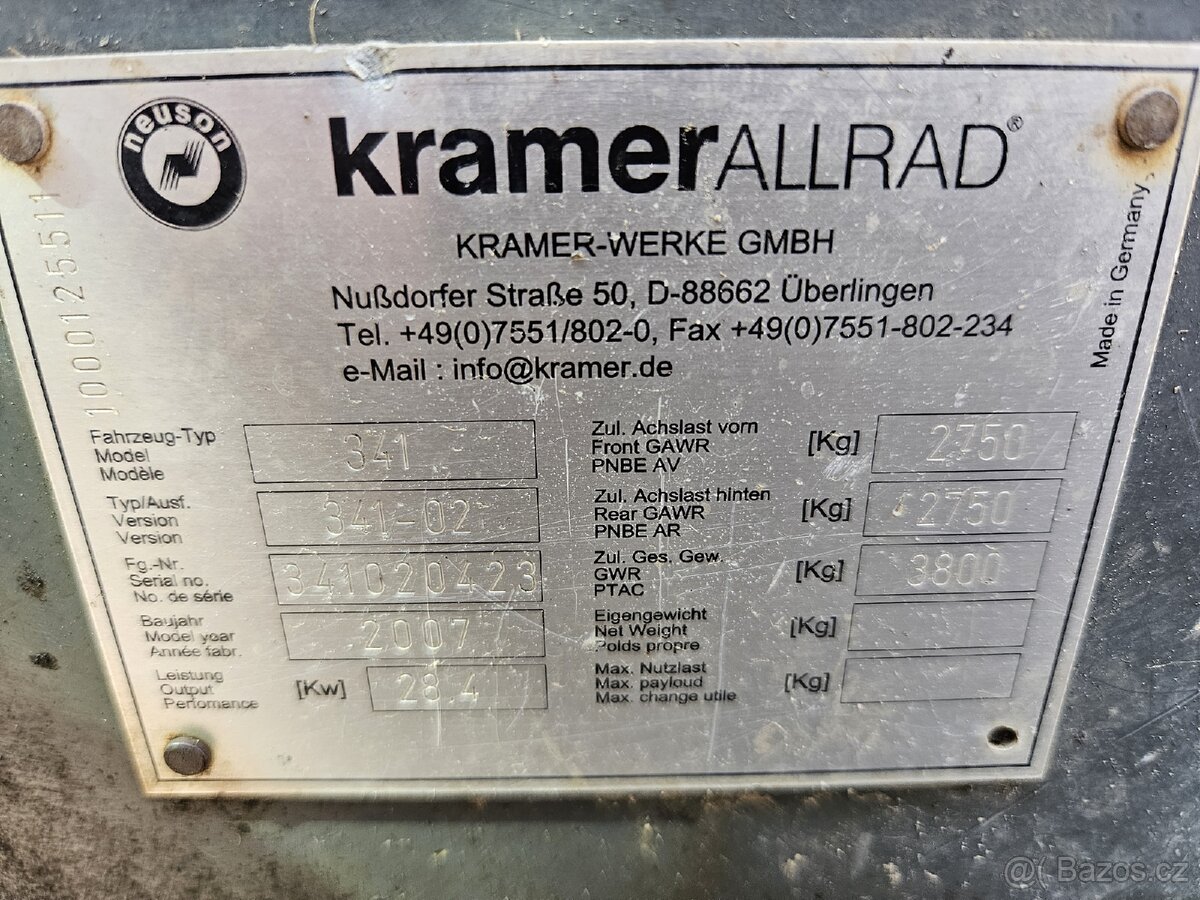 neuson
kramerALLRAD®
KRAMER-WERKE GMBH
Nußdorfer Straße 50, D-88662 Überlingen
Tel. +49(0)7551/802-0, Fax +49(0)7551-802-234
e-Mail : info@kramer.de
Made in Germany
1000125511
Fahrzeug-Typ
Model
Modèle
341
Typ/Ausf.
Version
Version
341-02
Fg.-Nr.
Serial no.
No. de série
341020423
Baujahr
Model year
Année fabr.
2007
Leistung
Output
Perfomance
[Kw]
28.4
Zul. Achslast vorn
Front GAWR
PNBE AV
[Kg]
2750
Zul. Achslast hinten
Rear GAWR
PNBE AR
[Kg]
2750
Zul. Ges. Gew.
GWR
PTAC
[Kg]
3800
Eigengewicht
Net Weight
Polds propre
[Kg]
Max. Nutzlast
Max. payloud
Max. change utile
[Kg]
@( Bazos.cz